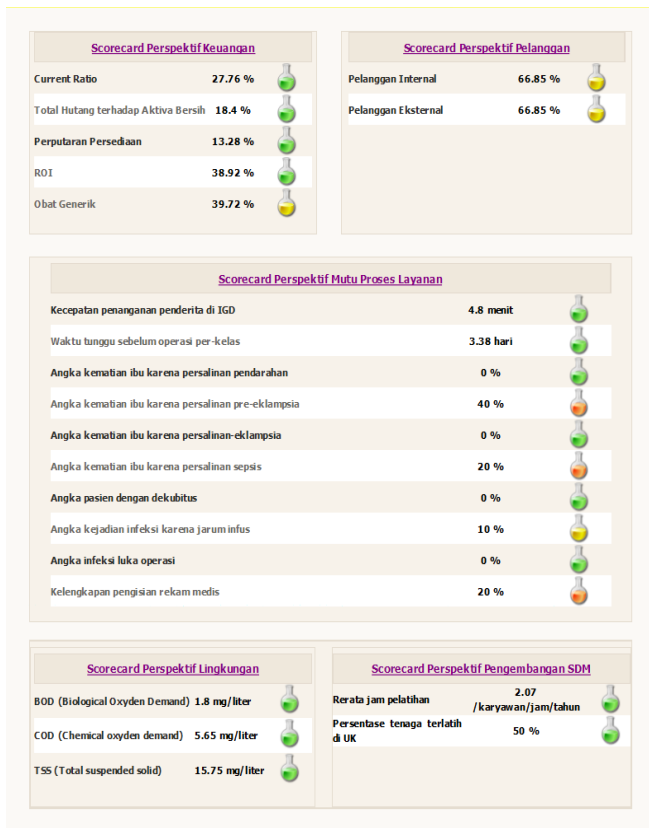 Scorecard Perspektif Keuangan
Current Ratio 27.76 %
Total Hutang terhadap Aktiva Bersih 18.4 %
Perputaran Persediaan 13.28 %
ROI 38.92 %
Obat Generik 39.72 %
Scorecard Perspektif Pelanggan
Pelanggan Internal 66.85 %
Pelanggan Eksternal 66.85 %
Scorecard Perspektif Mutu Proses Layanan
Kecepatan penanganan penderita di IGD 4.8 menit
Waktu tunggu sebelum operasi per-kelas 3.38 hari
Angka kematian ibu karena persalinan pendarahan 0 %
Angka kematian ibu karena persalinan pre-eklampsia 40 %
Angka kematian ibu karena persalinan-eklampsia 0 %
Angka kematian ibu karena persalinan sepsis 20 %
Angka pasien dengan dekubitus 0 %
Angka kejadian infeksi karena jarum infus 10 %
Angka infeksi luka operasi 0 %
Kelengkapan pengisian rekam medis 20 %
Scorecard Perspektif Lingkungan
BOD (Biological Oxyden Demand) 1.8 mg/liter
COD (Chemical oxyden demand) 5.65 mg/liter
TSS (Total suspended solid) 15.75 mg/liter
Scorecard Perspektif Pengembangan SDM
Rerata jam pelatihan 2.07
/karyawan/jam/tahun
Persentase tenaga terlatih
di UK 50 %